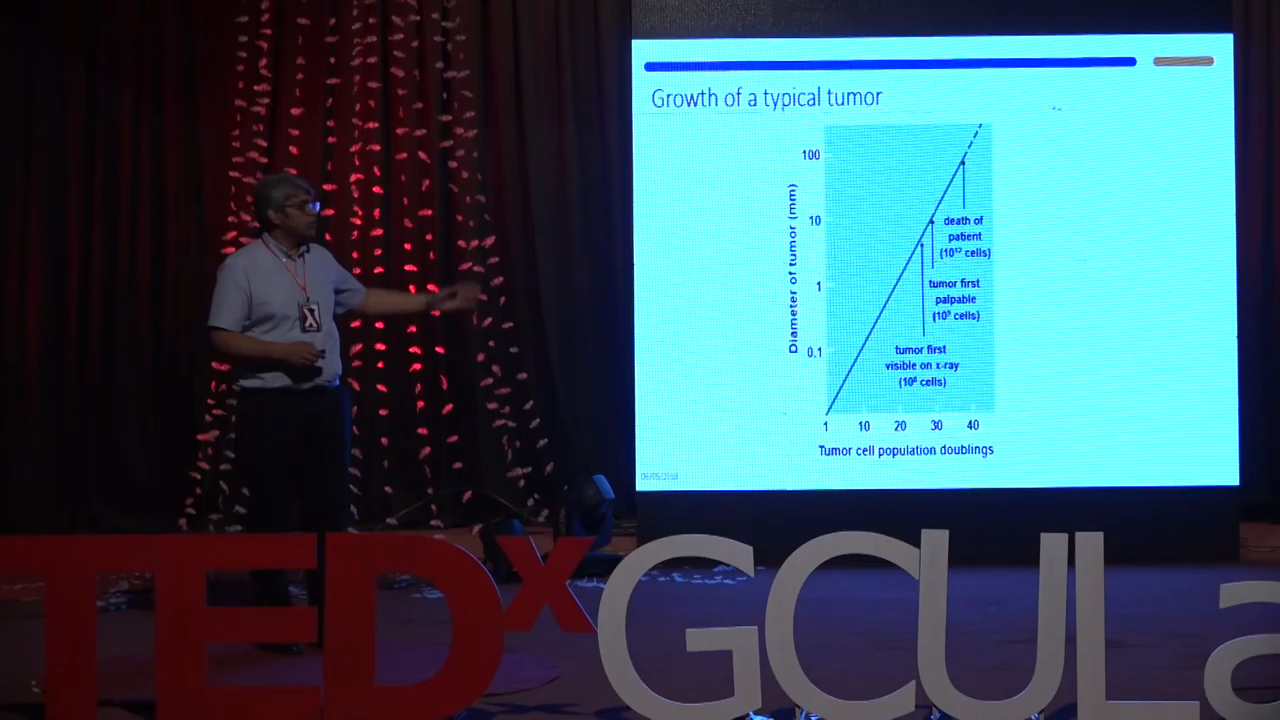 Growth of a typical tumor
100
10
1
0.1
Diameter of tumor (mm)
death of
patient
(10¹² cells)
tumor first
palpable
(10⁹ cells)
tumor first
visible on x-ray
(10⁸ cells)
1 10 20 30 40
Tumor cell population doublings
X
TEDxGCULa